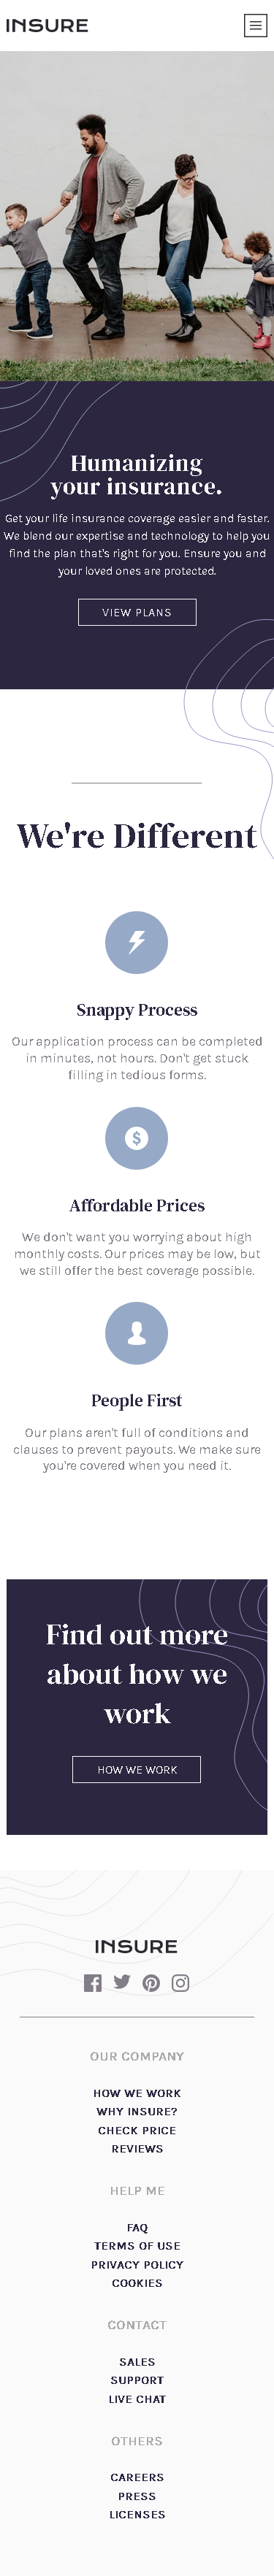 INSURE
Humanizing
your insurance.
Get your life insurance coverage easier and faster.
We blend our expertise and technology to help you
find the plan that's right for you. Ensure you and
your loved ones are protected.
VIEW PLANS
We're Different
Snappy Process
Our application process can be completed
in minutes, not hours. Don't get stuck
filling in tedious forms.
Affordable Prices
We don't want you worrying about high
monthly costs. Our prices may be low, but
we still offer the best coverage possible.
People First
Our plans aren't full of conditions and
clauses to prevent payouts. We make sure
you're covered when you need it.
Find out more
about how we
work
HOW WE WORK
INSURE
OUR COMPANY
HOW WE WORK
WHY INSURE?
CHECK PRICE
REVIEWS
HELP ME
FAQ
TERMS OF USE
PRIVACY POLICY
COOKIES
CONTACT
SALES
SUPPORT
LIVE CHAT
OTHERS
CAREERS
PRESS
LICENSES